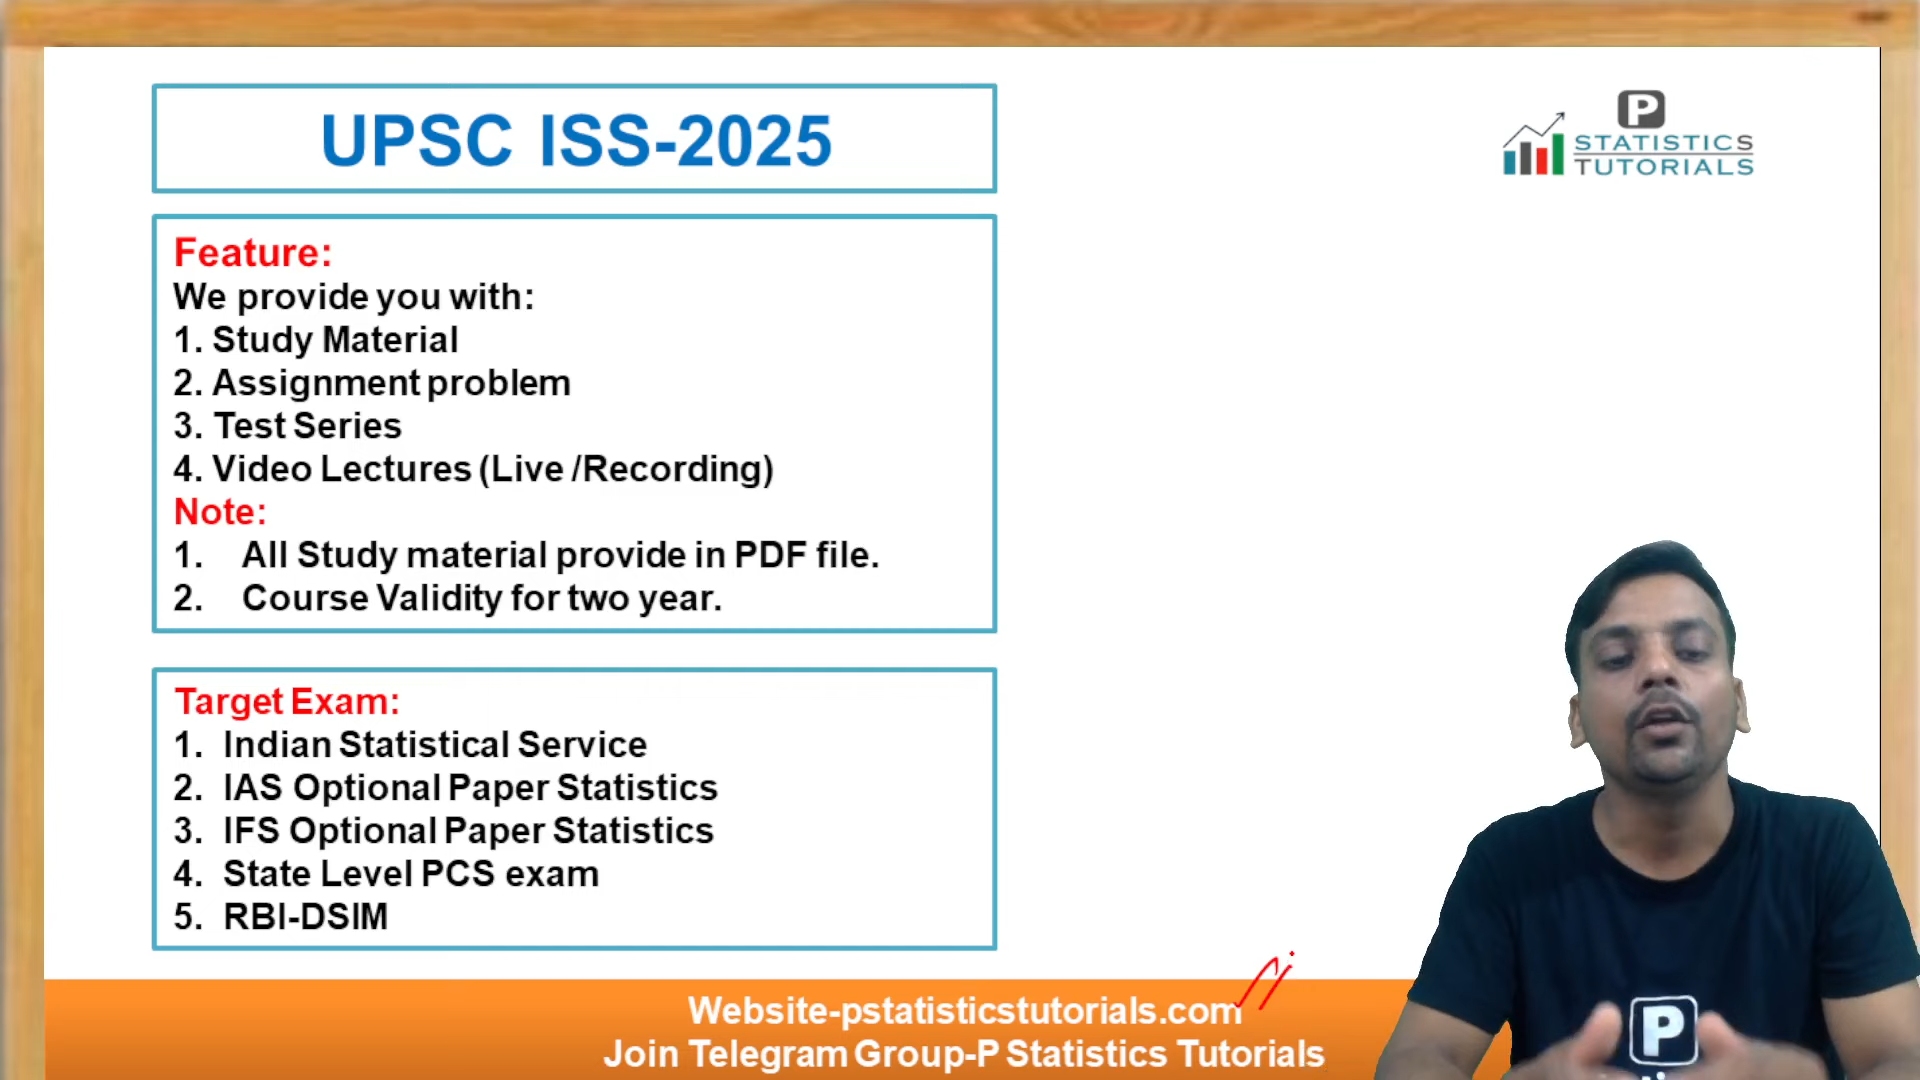 UPSC ISS-2025
P
STATISTICS
TUTORIALS
Feature:
We provide you with:
1. Study Material
2. Assignment problem
3. Test Series
4. Video Lectures (Live /Recording)
Note:
1. All Study material provide in PDF file.
2. Course Validity for two year.
Target Exam:
1. Indian Statistical Service
2. IAS Optional Paper Statistics
3. IFS Optional Paper Statistics
4. State Level PCS exam
5. RBI-DSIM
Website-pstatisticstutorials.com
Join Telegram Group-P Statistics Tutorials
P